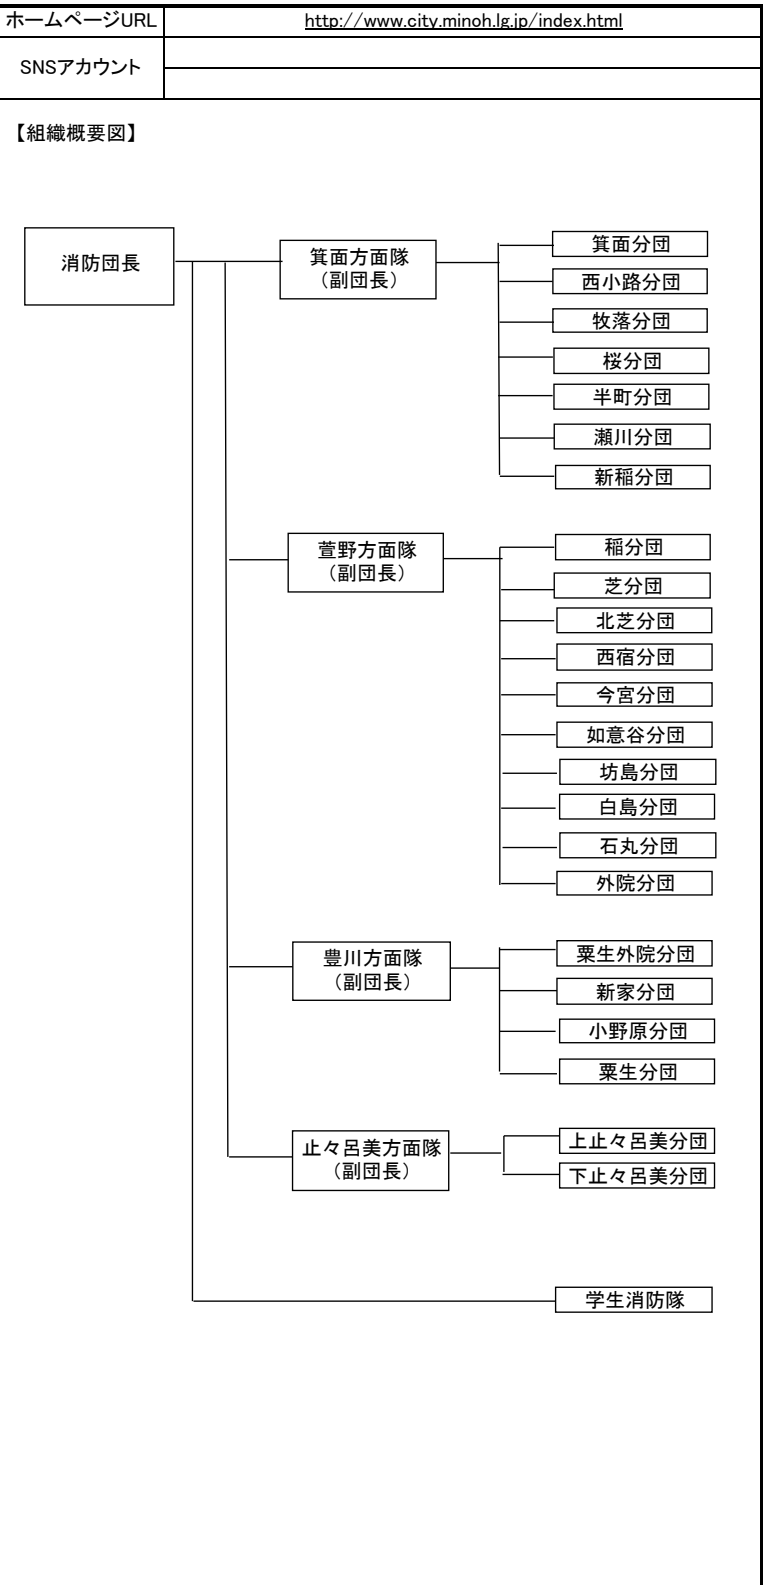 ホームページURL
http://www.city.minoh.lg.jp/index.html
SNSアカウント
【組織概要図】
消防団長
箕面方面隊
（副団長）
箕面分団
西小路分団
牧落分団
桜分団
半町分団
瀬川分団
新稲分団
萱野方面隊
（副団長）
稲分団
芝分団
北芝分団
西宿分団
今宮分団
如意谷分団
坊島分団
白島分団
石丸分団
外院分団
豊川方面隊
（副団長）
粟生外院分団
新家分団
小野原分団
粟生分団
止々呂美方面隊
（副団長）
上止々呂美分団
下止々呂美分団
学生消防隊